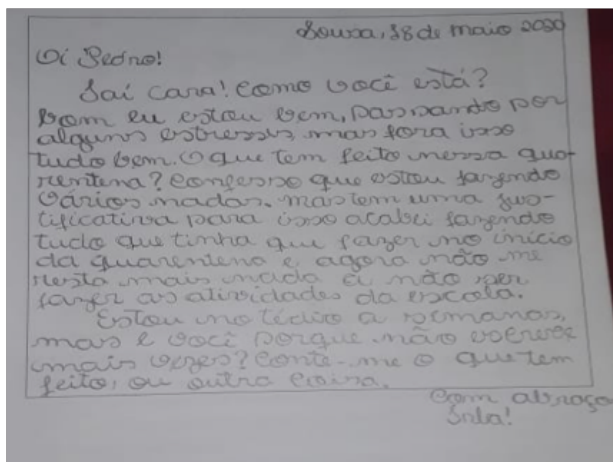 Sousa, 18 de maio 2020
Oi Pedro!
Saí cara! Como você está?
Bom eu estou bem, passando por
alguns estressis mas fora isso
tudo bem. O que tem feito nessa qua-
rentena? Confesso que estou fazendo
vários nadas, mas tem uma jus-
tificativa para isso acabei fazendo
tudo que tinha que fazer no início
da quarentena e agora não me
resta mais nada a não ser
fazer as atividades da escola.
Estou no tédio a semanas,
mas e você porque não escreve
mais vezes? Conte-me o que tem
feito, ou outra coisa.
Com abraço